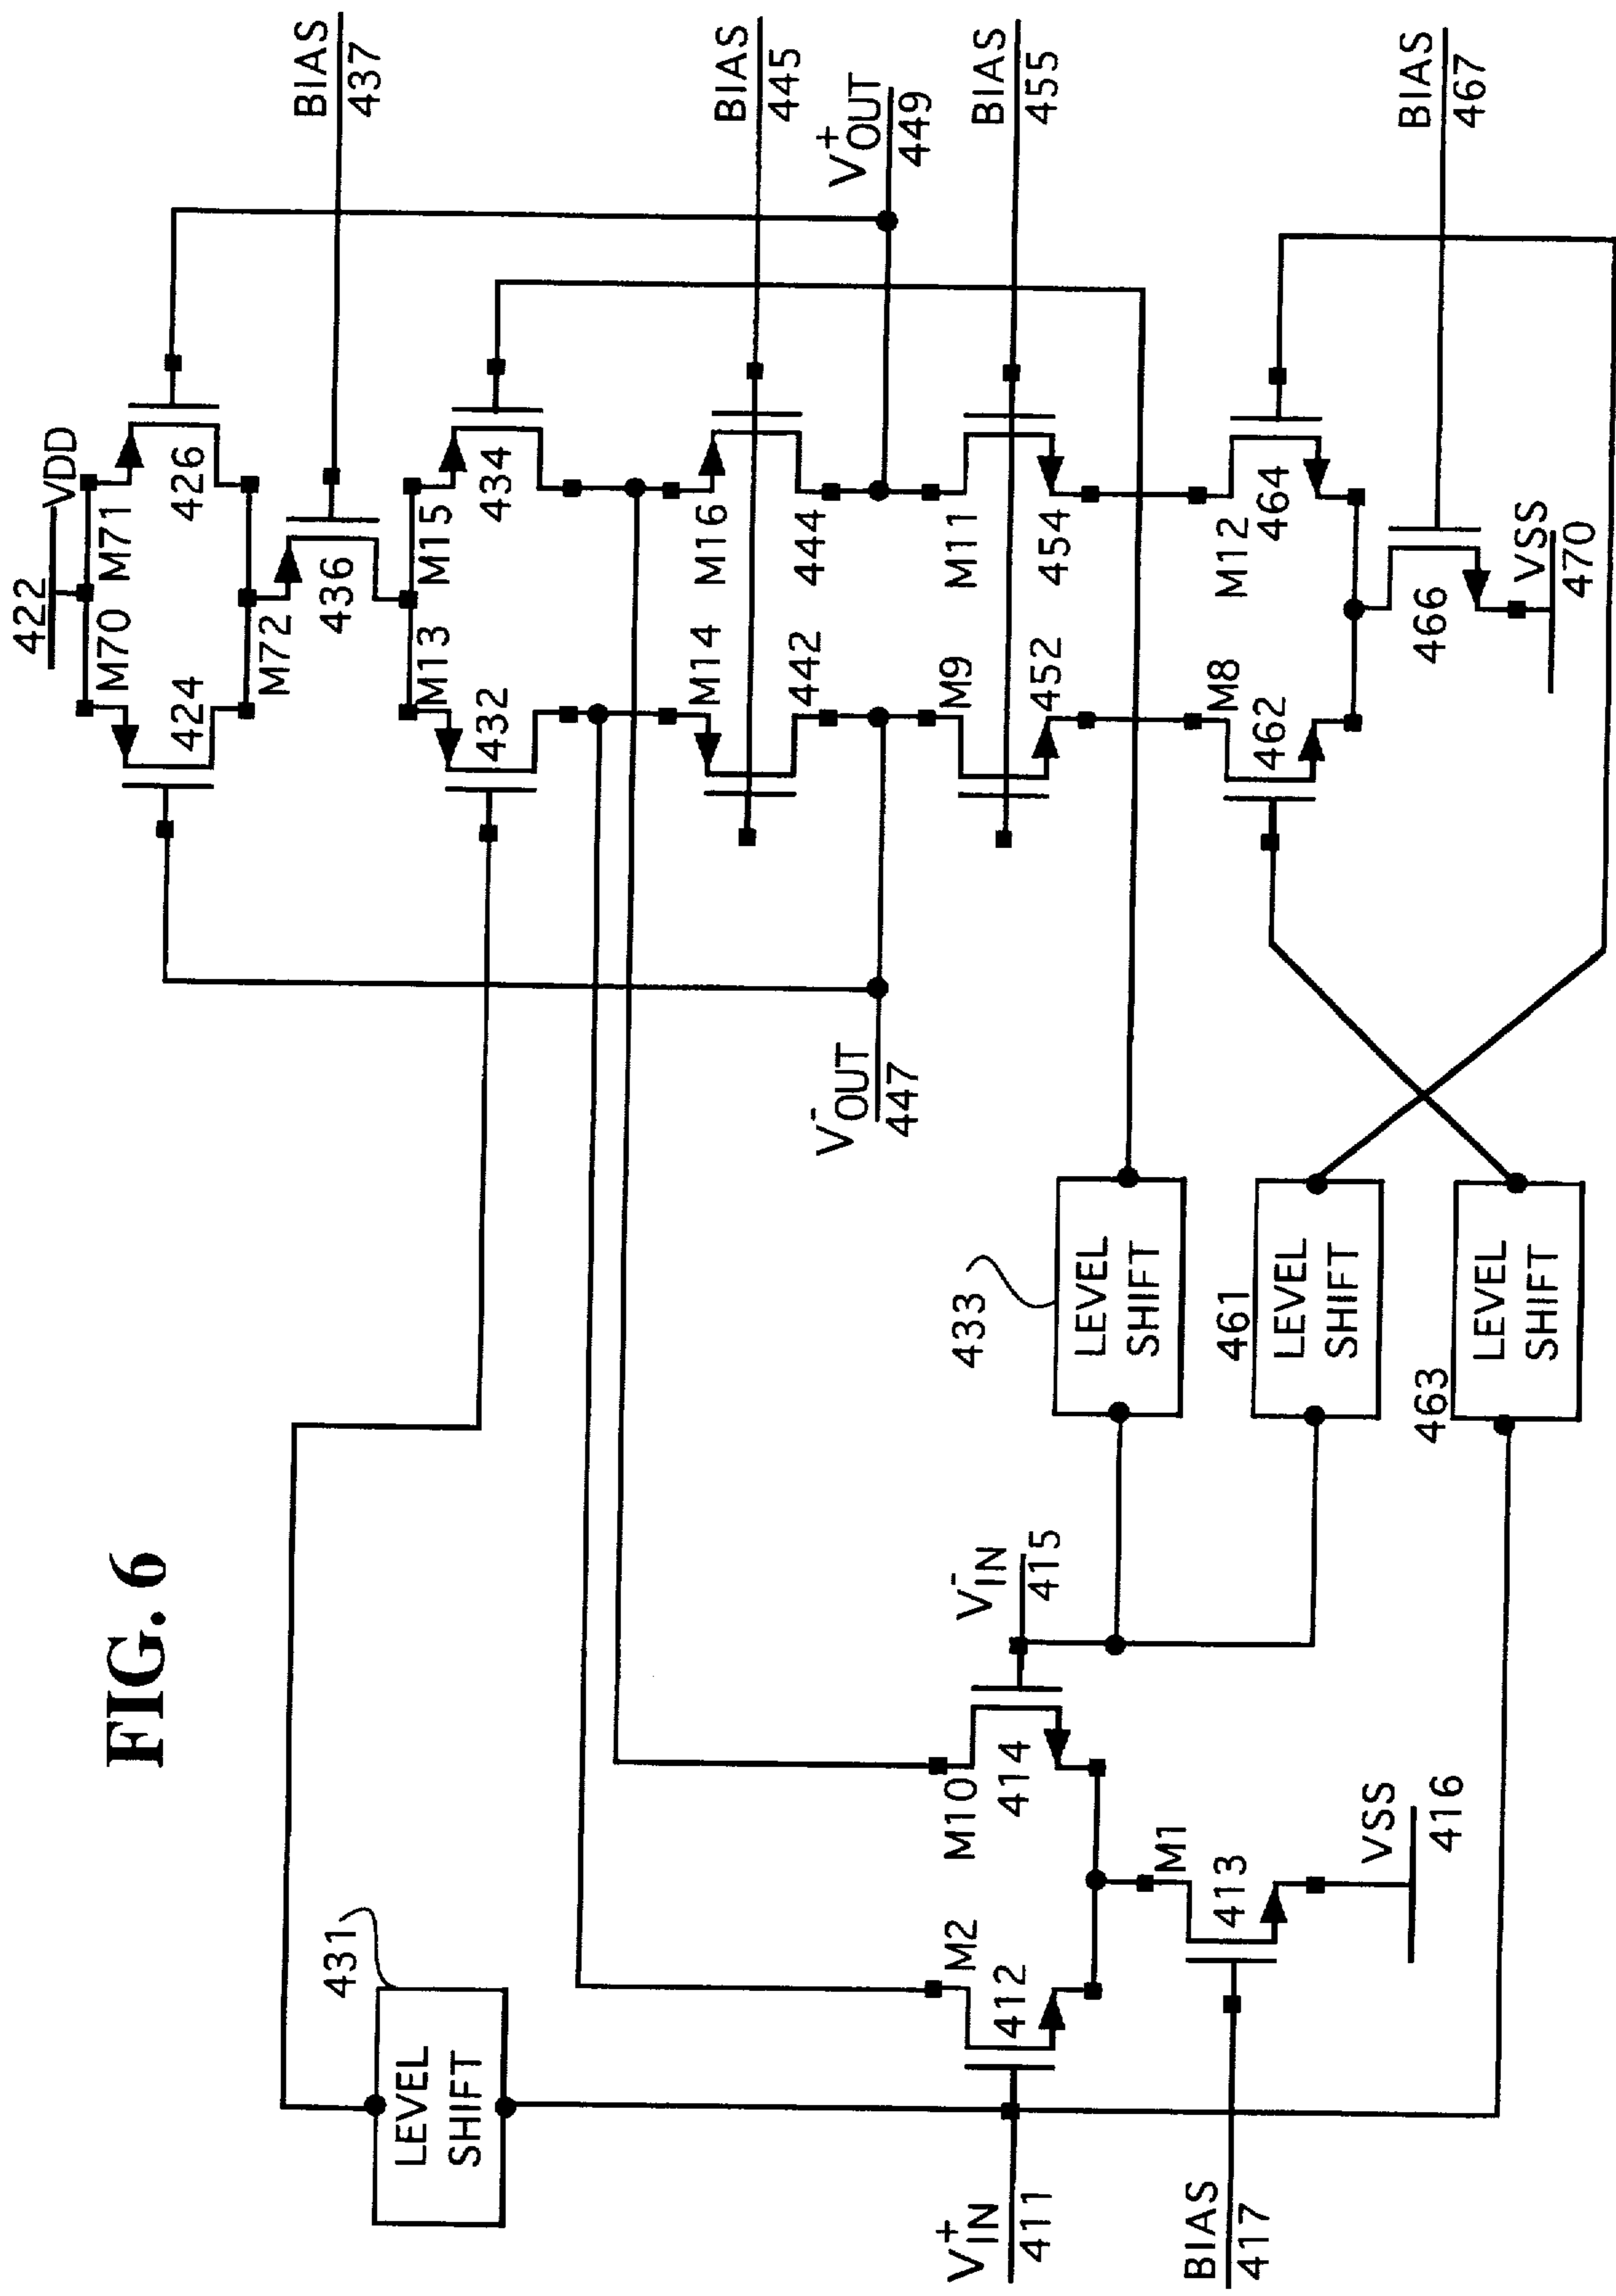 FIG. 6
422
VDD
M70
M71
424
426
BIAS
437
M72
436
M13
M15
432
434
M14
M16
442
444
BIAS
445
V-OUT
447
V+OUT
449
M9
M11
452
454
BIAS
455
M8
M12
462
464
466
BIAS
467
VSS
470
431
LEVEL
SHIFT
V+IN
411
M2
412
M10
414
V-IN
415
M1
413
BIAS
417
VSS
416
433
LEVEL
SHIFT
461
LEVEL
SHIFT
463
LEVEL
SHIFT